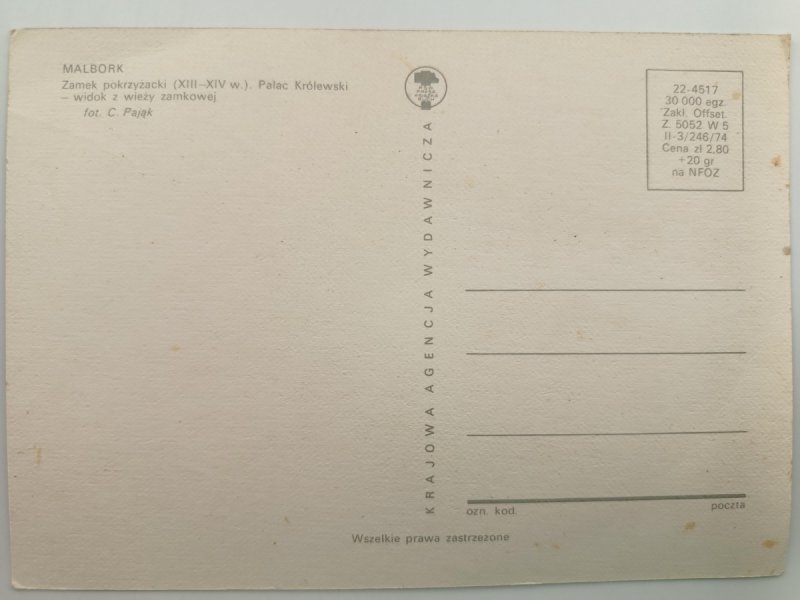 MALBORK
Zamek pokrzyżacki (XIII–XIV w.). Pałac Królewski
– widok z wieży zamkowej
fot. C. Pająk
KRAJOWA AGENCJA WYDAWNICZA
22-4517
30 000 egz.
Zakł. Offset.
Z. 5052 W 5
II-3/246/74
Cena zł 2,80
+20 gr
na NFOZ
ozn. kod.
poczta
Wszelkie prawa zastrzeżone